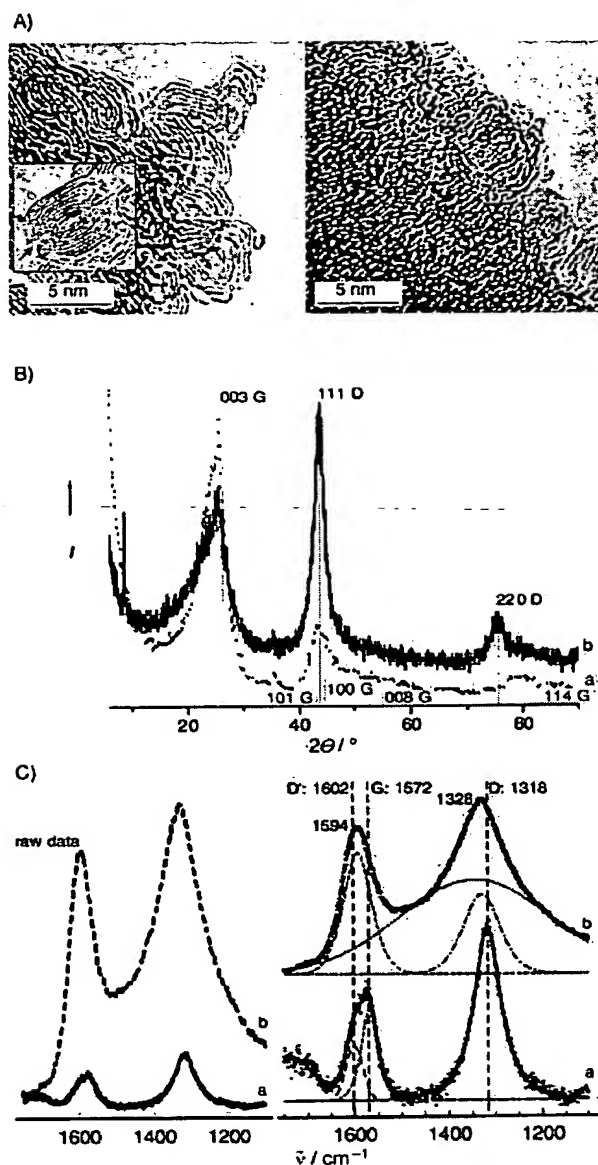 A)
5 nm
5 nm
B)
003 G
111 D
220 D
b
a
101 G
100 G
008 G
114 G
20
40
60
80
2Θ / °
C)
raw data
D': 1602
G: 1572
D: 1318
1594
1328
b
a
b
a
1600
1400
1200
1600
1400
1200
ν̃ / cm⁻¹